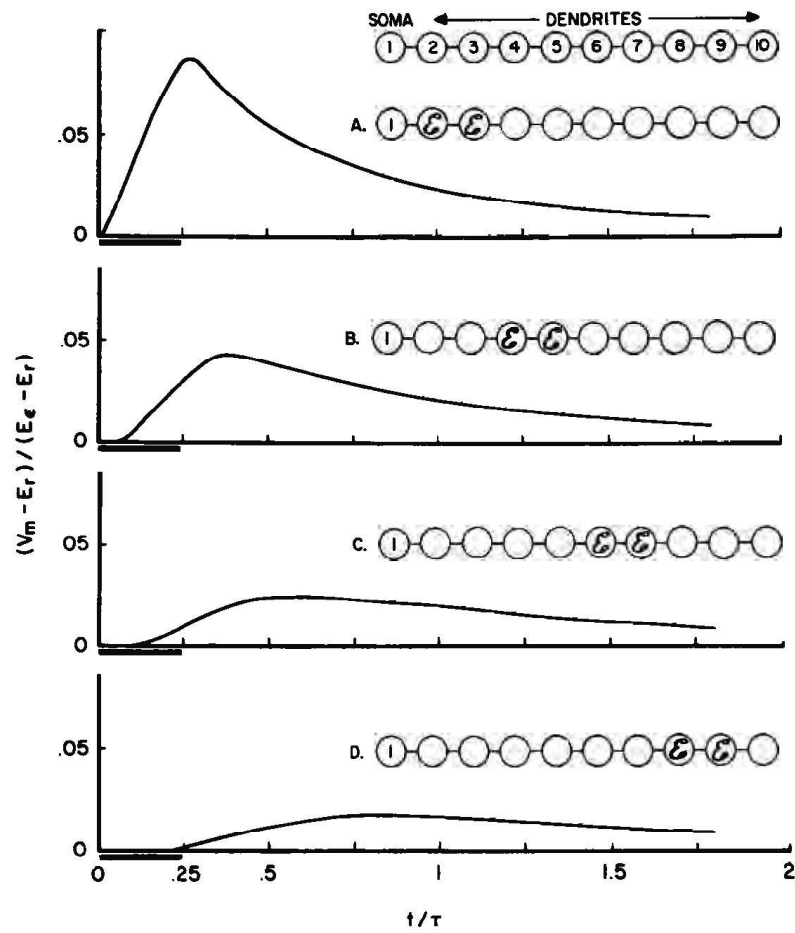 SOMA DENDRITES
1 2 3 4 5 6 7 8 9 10
A. 1 ℰ ℰ
.05
0
B. 1 ℰ ℰ
.05
0
C. 1 ℰ ℰ
05
0
D. 1 ℰ ℰ
.05
0
0 .25 .5 1 1.5 2
t/τ
(Vm – Er) / (Eϵ – Er)